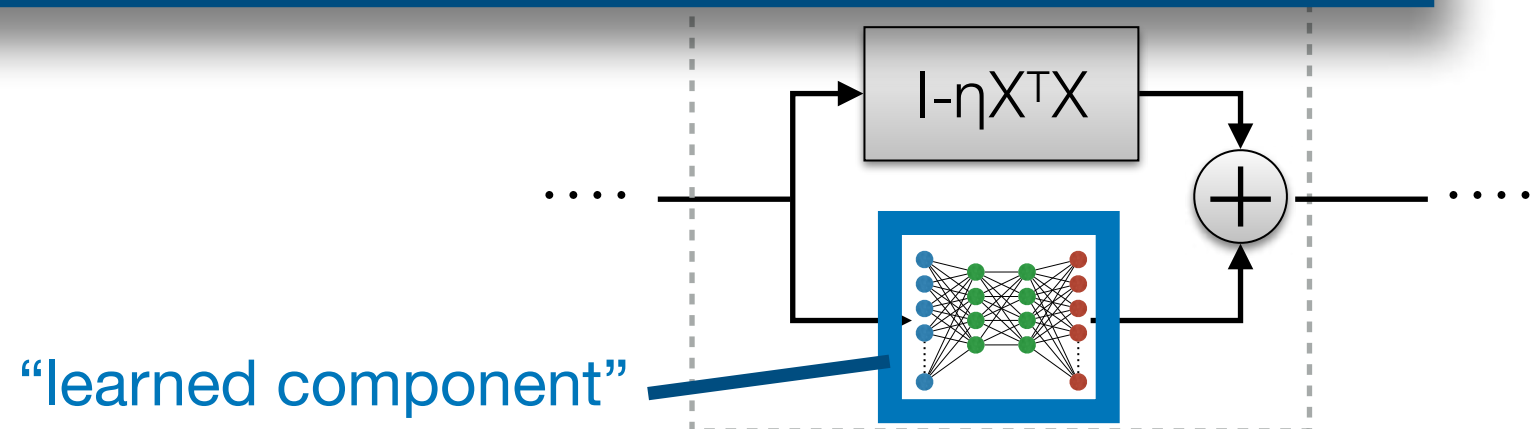 I-ηXᵀX
.... + ....
“learned component”